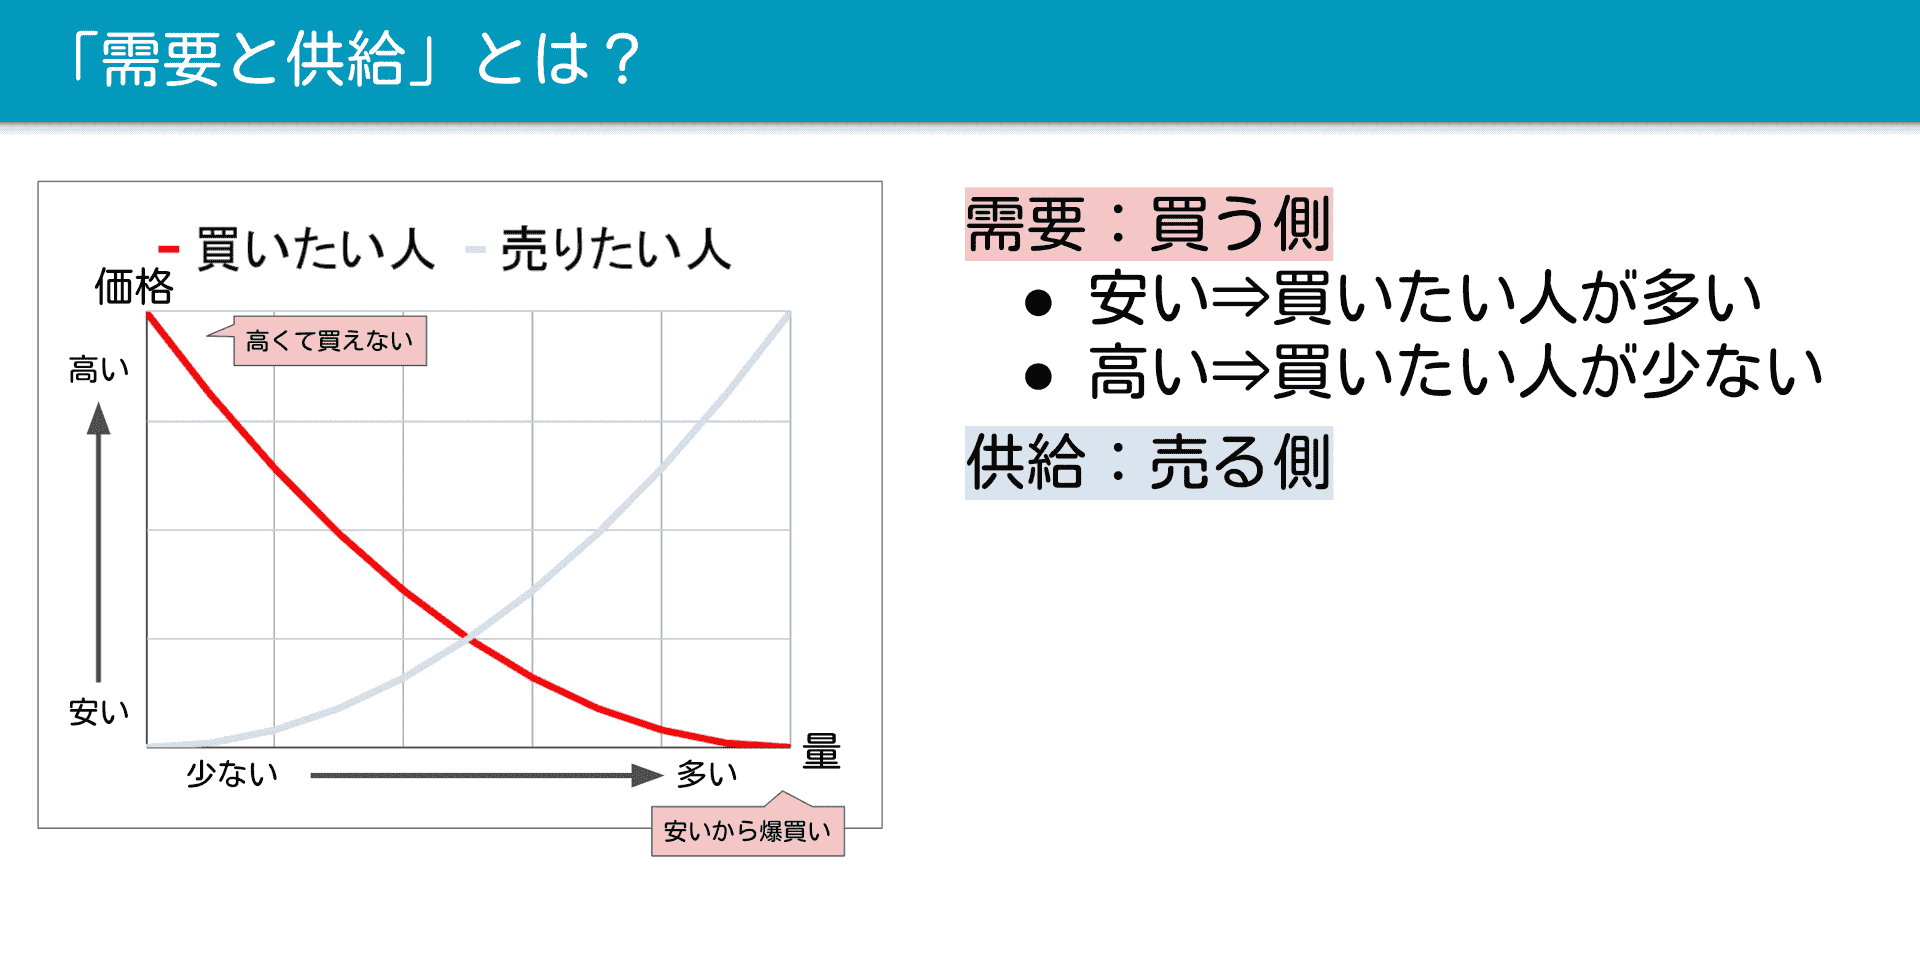 「需要と供給」とは？
買いたい人 売りたい人
価格
高くて買えない
高い
安い
少ない 多い
量
安いから爆買い
需要：買う側
● 安い⇒買いたい人が多い
● 高い⇒買いたい人が少ない
供給：売る側